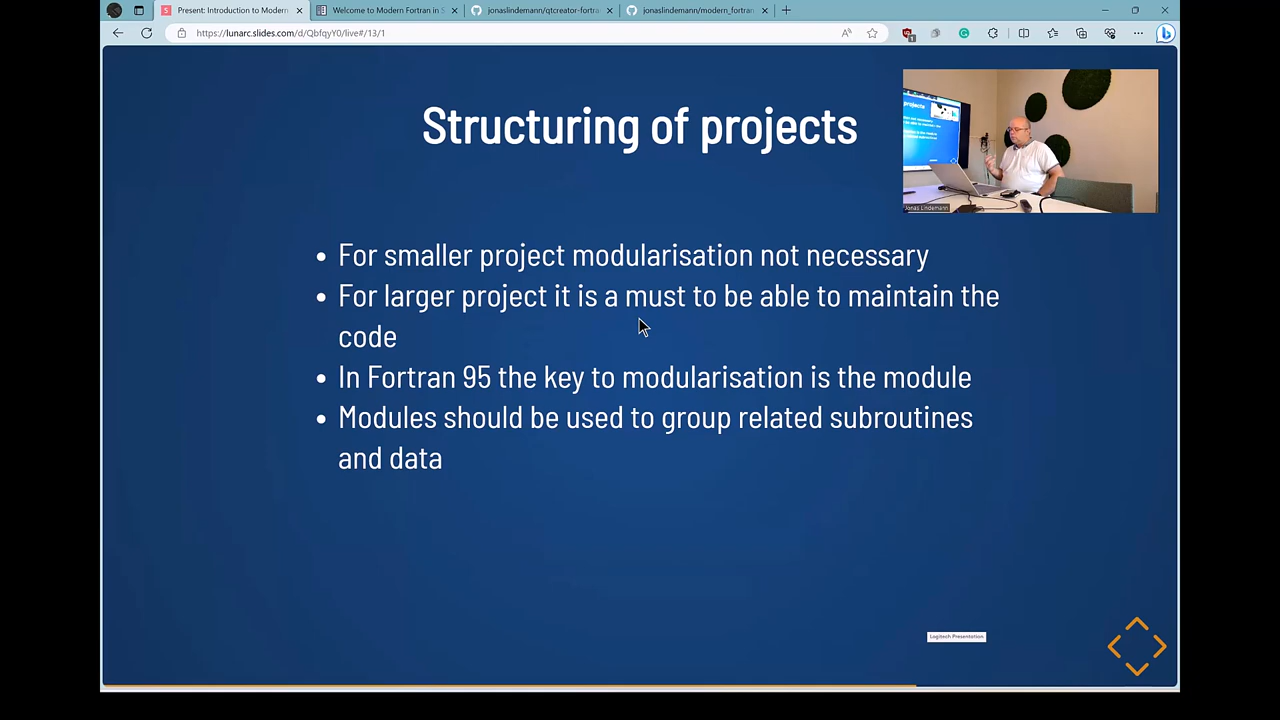 Present: Introduction to Modern
Welcome to Modern Fortran in S
jonaslindemann/qtcreator-fortra
jonaslindemann/modern_fortran
https://lunarc.slides.com/d/QbfqyY0/live#/13/1
Structuring of projects
Jonas Lindemann
• For smaller project modularisation not necessary
• For larger project it is a must to be able to maintain the
code
• In Fortran 95 the key to modularisation is the module
• Modules should be used to group related subroutines
and data
Logitech Presentation